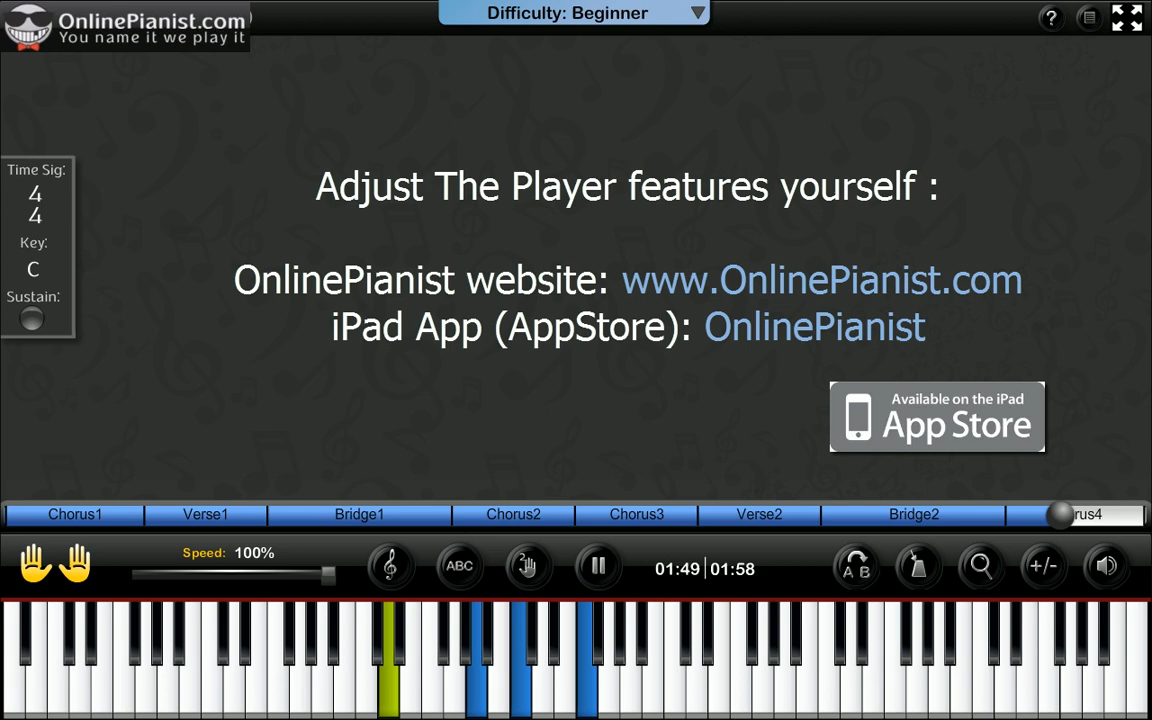 OnlinePianist.com
You name it we play it
Difficulty: Beginner
?
Time Sig:
4
4
Key:
C
Sustain:
Adjust The Player features yourself :
OnlinePianist website: www.OnlinePianist.com
iPad App (AppStore): OnlinePianist
Available on the iPad
App Store
Chorus1 Verse1 Bridge1 Chorus2 Chorus3 Verse2 Bridge2 rus4
Speed: 100%
ABC
2
01:49 | 01:58
A B
+/-